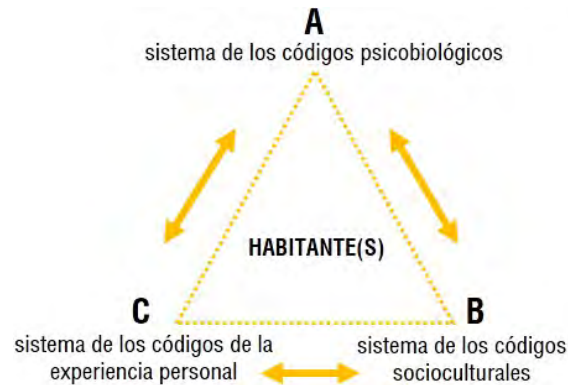 A
sistema de los códigos psicobiológicos
HABITANTE(S)
C
sistema de los códigos de la
experiencia personal
B
sistema de los códigos
socioculturales